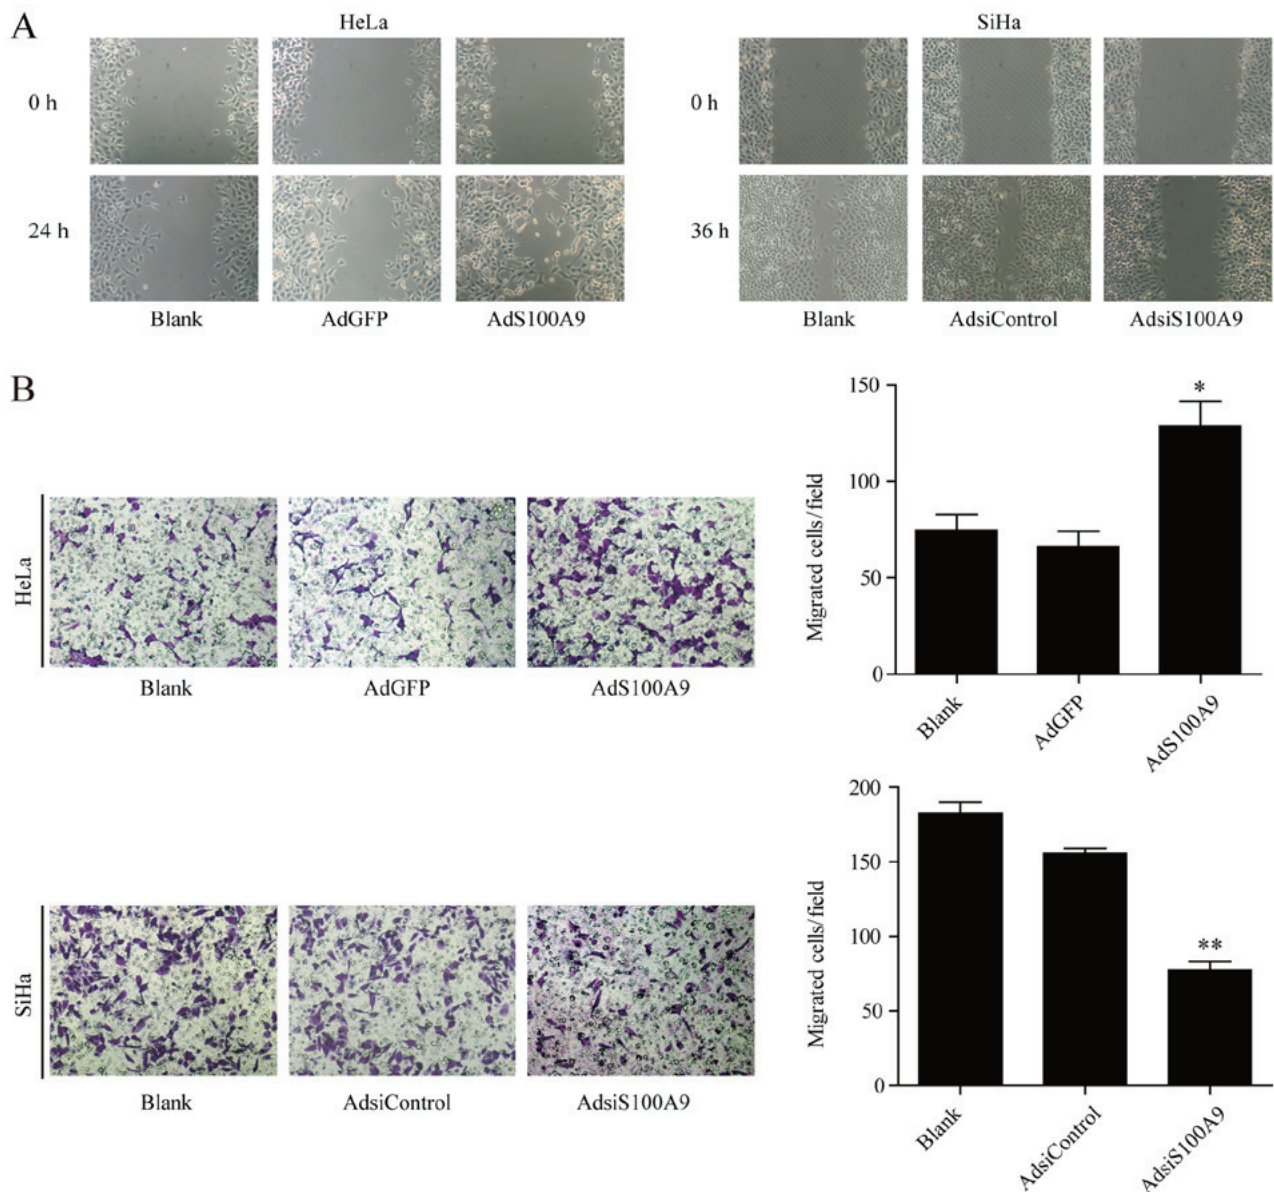 A
HeLa
SiHa
0 h
0 h
24 h
36 h
Blank
AdGFP
AdS100A9
Blank
AdsiControl
AdsiS100A9
B
HeLa
Blank
AdGFP
AdS100A9
Migrated cells/field
150
100
50
0
*
Blank
AdGFP
AdS100A9
SiHa
Blank
AdsiControl
AdsiS100A9
Migrated cells/field
200
150
100
50
0
**
Blank
AdsiControl
AdsiS100A9